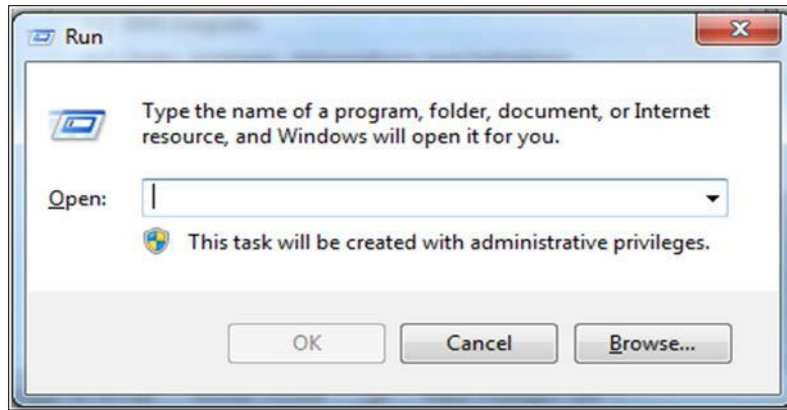 Run
Type the name of a program, folder, document, or Internet
resource, and Windows will open it for you.
Open:
This task will be created with administrative privileges.
OK
Cancel
Browse...